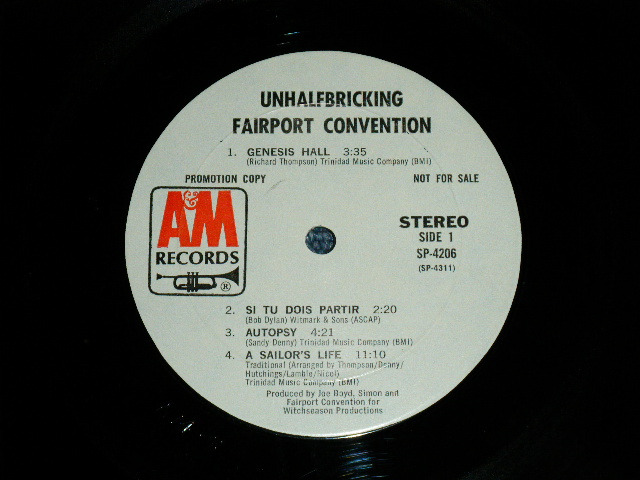 UNHALFBRICKING
FAIRPORT CONVENTION
1. GENESIS HALL 3:35
(Richard Thompson) Trinidad Music Company (BMI)
PROMOTION COPY
NOT FOR SALE
A&M
RECORDS
®
STEREO
SIDE 1
SP-4206
(SP-4311)
2. SI TU DOIS PARTIR 2:20
(Bob Dylan) Witmark & Sons (ASCAP)
3. AUTOPSY 4:21
(Sandy Denny) Trinidad Music Company (BMI)
4. A SAILOR'S LIFE 11:10
Traditional (Arranged by Thompson/Denny/
Hutchings/Lamble/Nicol)
Trinidad Music Company (BMI)
Produced by Joe Boyd, Simon and
Fairport Convention for
Witchseason Productions